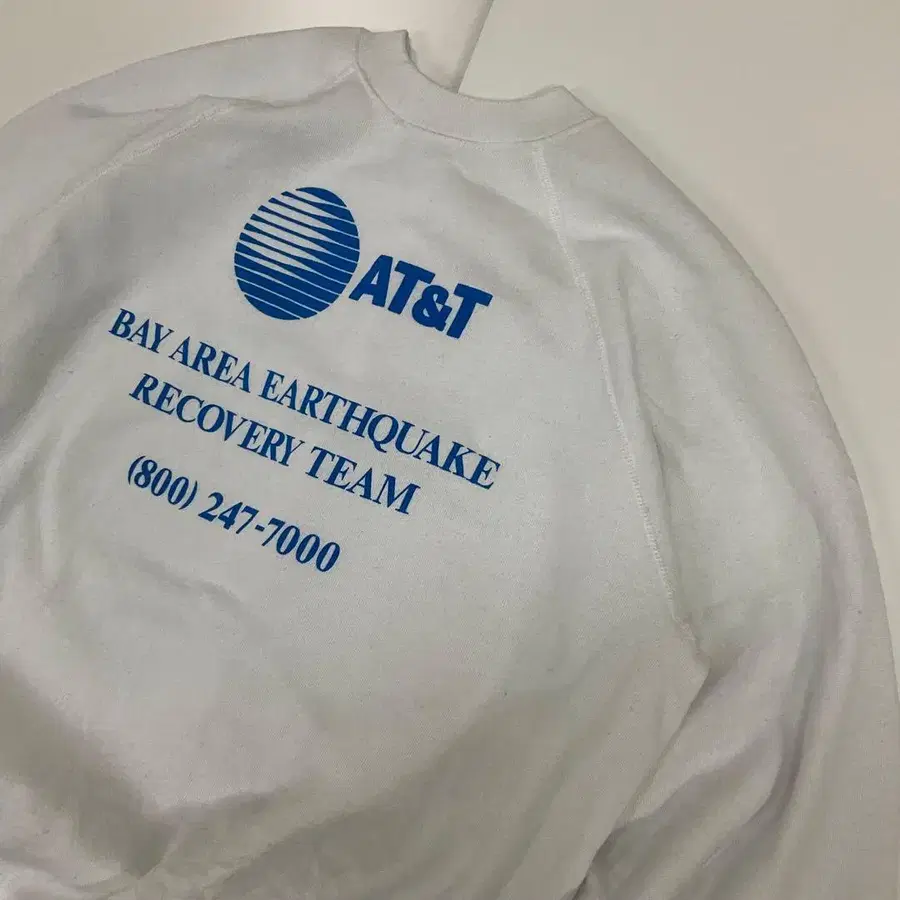 AT&T
BAY AREA EARTHQUAKE
RECOVERY TEAM
(800) 247-7000